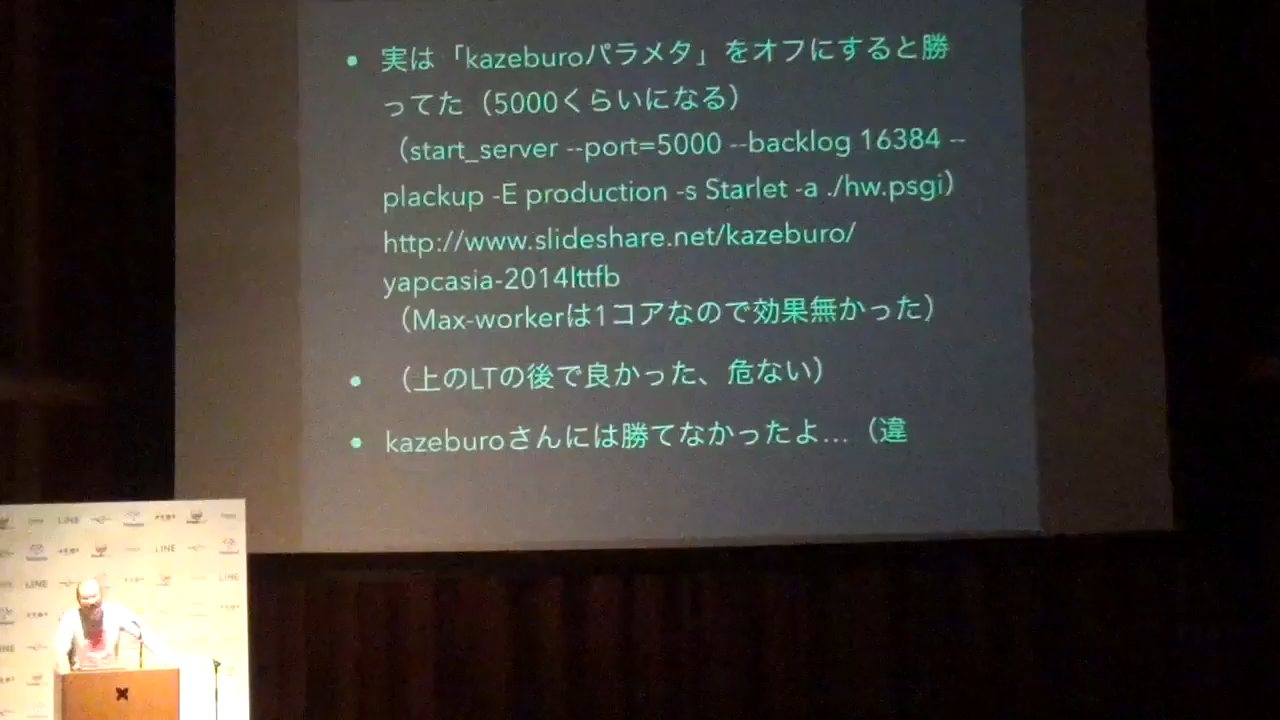 • 実は「kazeburoパラメタ」をオフにすると勝
ってた（5000くらいになる）
（start_server --port=5000 --backlog 16384 --
plackup -E production -s Starlet -a ./hw.psgi）
http://www.slideshare.net/kazeburo/
yapcasia-2014lttfb
（Max-workerは1コアなので効果無かった）
• （上のLTの後で良かった、危ない）
• kazeburoさんには勝てなかったよ…（違
LINE
LINE
LINE
LINE
LINE